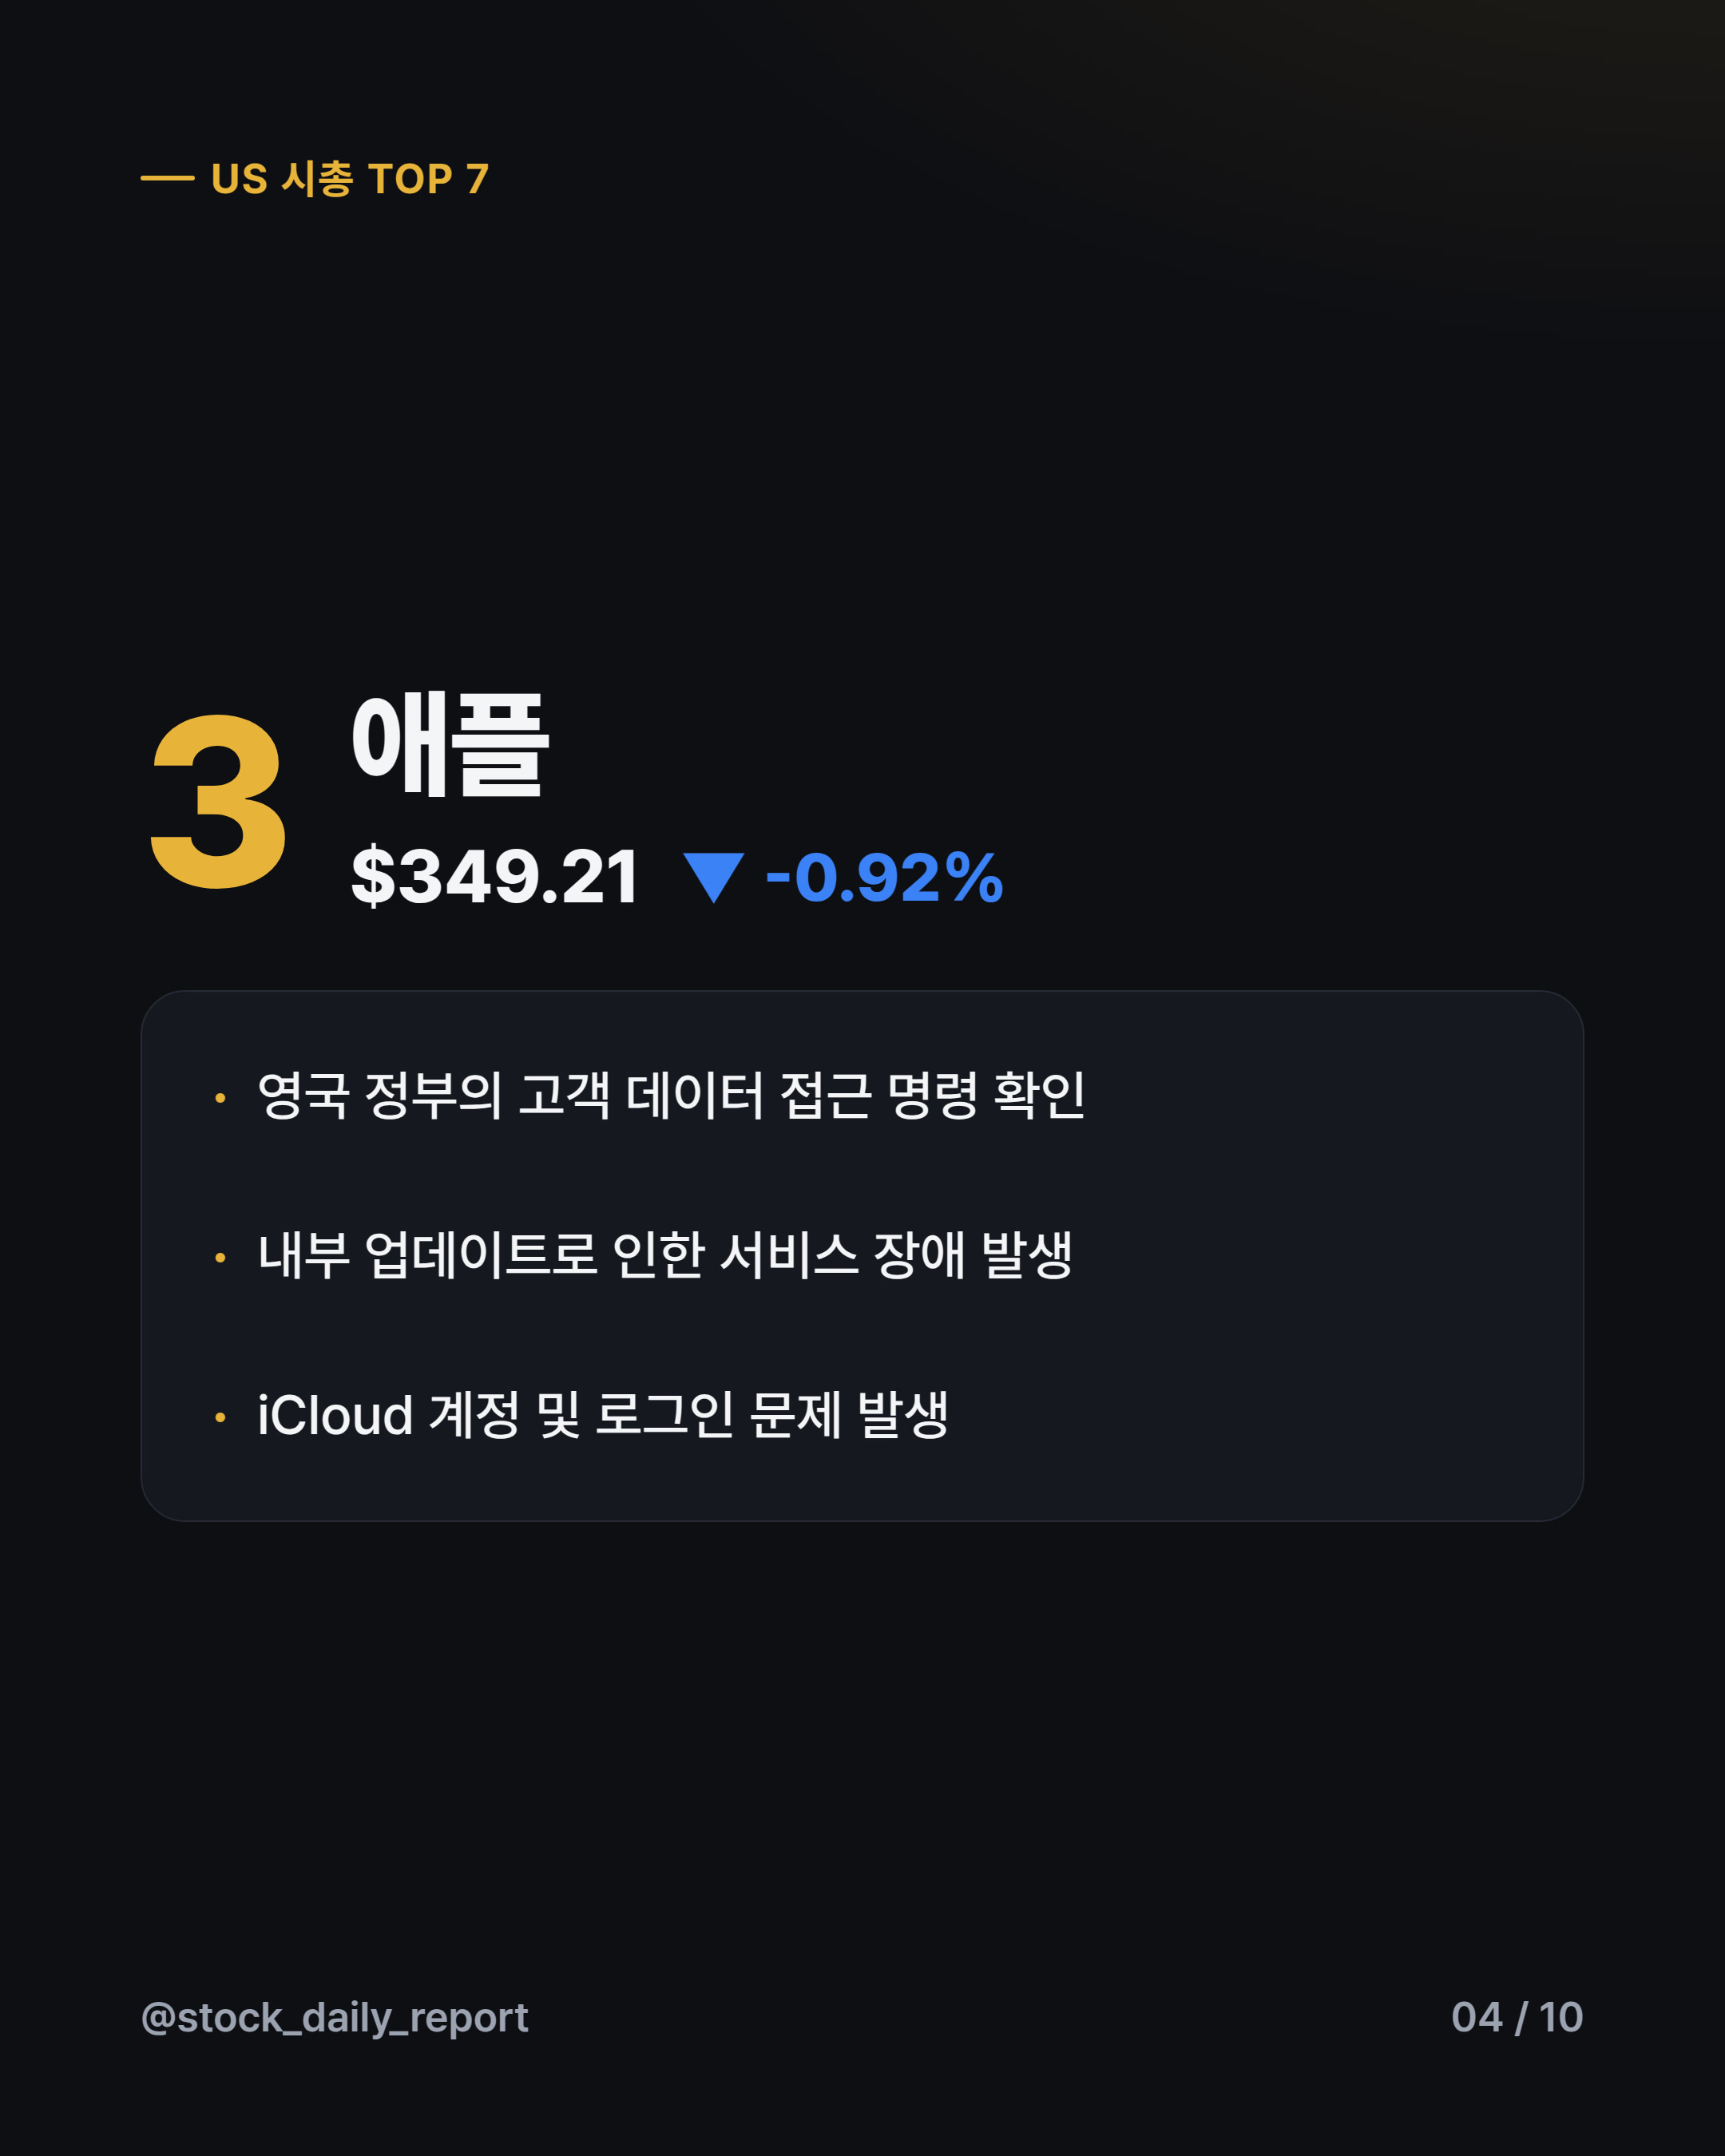 US 시총 TOP 7
3
애플
$349.21 ▼ -0.92%
• 영국 정부의 고객 데이터 접근 명령 확인
• 내부 업데이트로 인한 서비스 장애 발생
• iCloud 계정 및 로그인 문제 발생
@stock_daily_report
04 / 10